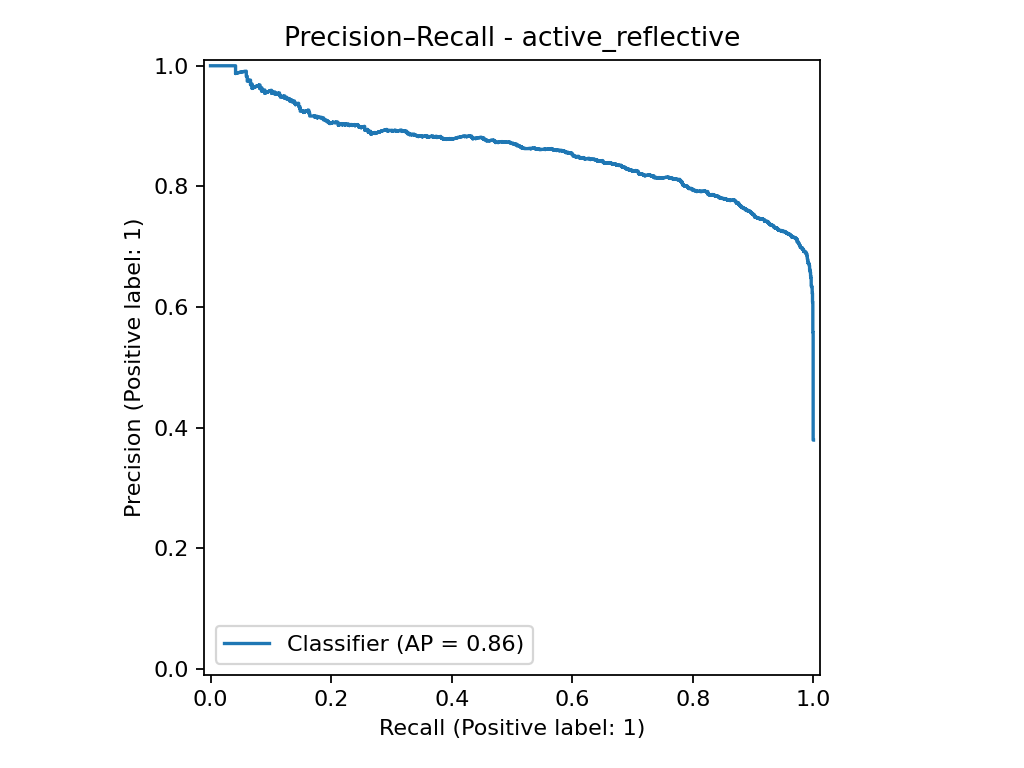 Precision–Recall - active_reflective
1.0
0.8
0.6
0.4
0.2
0.0
Precision (Positive label: 1)
Classifier (AP = 0.86)
0.0 0.2 0.4 0.6 0.8 1.0
Recall (Positive label: 1)